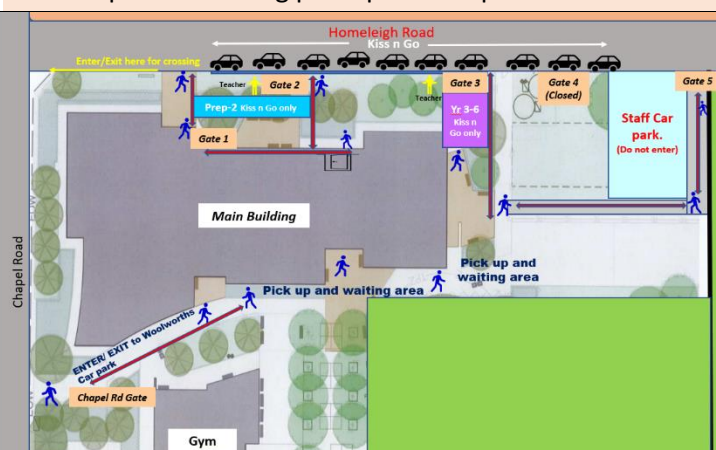 Homeleigh Road
Kiss n Go
Enter/Exit here for crossing
Teacher
Gate 2
Teacher
Gate 3
Gate 4
(Closed)
Gate 5
Prep-2 Kiss n Go only
Yr 3-6
Kiss n
Go only
Staff Car
park.
(Do not enter)
Gate 1
Main Building
Chapel Road
Pick up and
waiting area
Pick up and waiting area
ENTER/ EXIT to Woolworths
Car park
Chapel Rd Gate
Gym